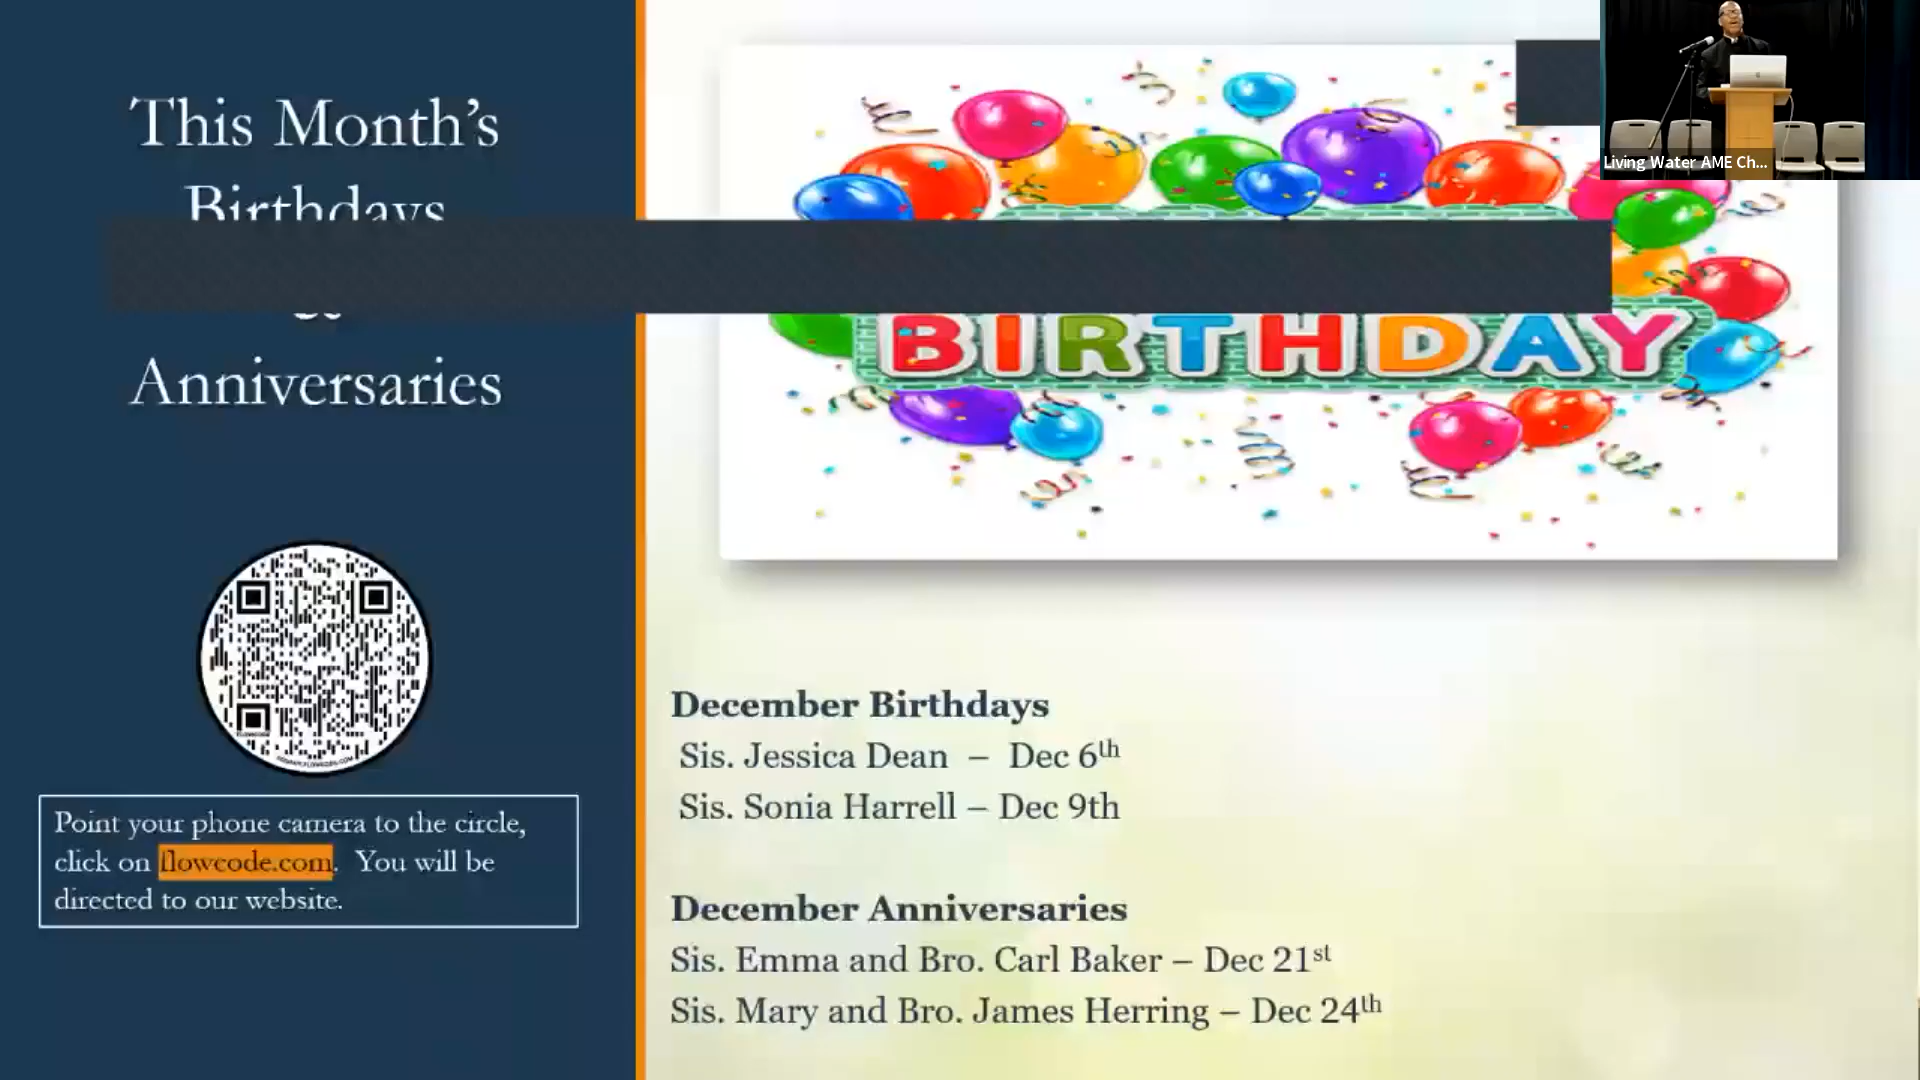 This Month’s
Birthdays
&
Anniversaries
Point your phone camera to the circle,
click on flowcode.com. You will be
directed to our website.
BIRTHDAY
Living Water AME Ch...
December Birthdays
Sis. Jessica Dean – Dec 6th
Sis. Sonia Harrell – Dec 9th
December Anniversaries
Sis. Emma and Bro. Carl Baker – Dec 21st
Sis. Mary and Bro. James Herring – Dec 24th